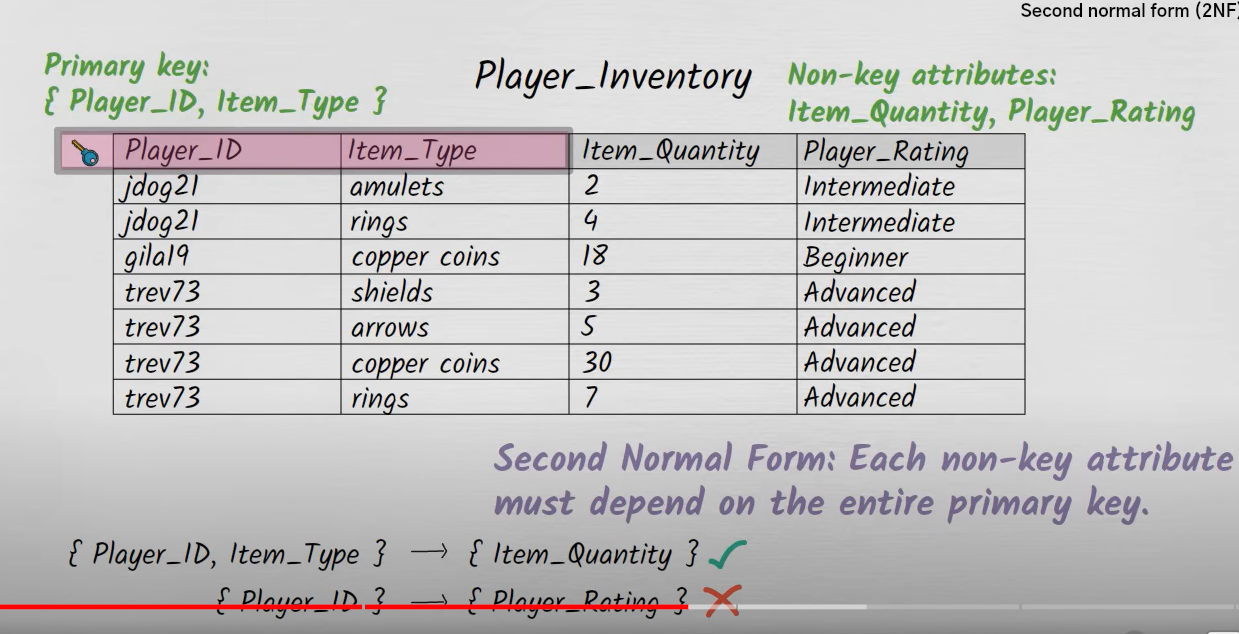 Second normal form (2NF)
Primary key:
{ Player_ID, Item_Type }
Player_Inventory
Non-key attributes:
Item_Quantity, Player_Rating
Player_ID Item_Type Item_Quantity Player_Rating
jdog21 amulets 2 Intermediate
jdog21 rings 4 Intermediate
gila19 copper coins 18 Beginner
trev73 shields 3 Advanced
trev73 arrows 5 Advanced
trev73 copper coins 30 Advanced
trev73 rings 7 Advanced
Second Normal Form: Each non-key attribute
must depend on the entire primary key.
{ Player_ID, Item_Type } → { Item_Quantity } ✓
{ Player_ID } → { Player_Rating } ✗